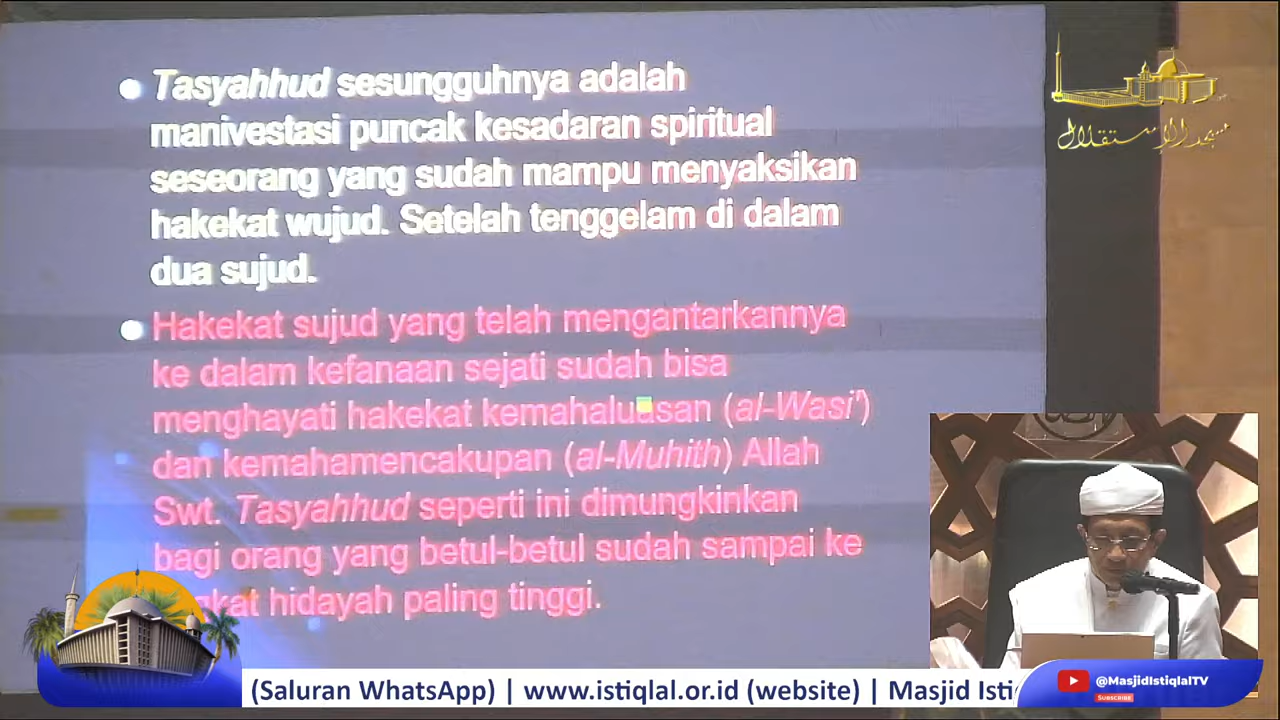 Tasyahhud sesungguhnya adalah
manivestasi puncak kesadaran spiritual
seseorang yang sudah mampu menyaksikan
hakekat wujud. Setelah tenggelam di dalam
dua sujud.
Hakekat sujud yang telah mengantarkannya
ke dalam kefanaan sejati sudah bisa
menghayati hakekat kemahaluasan (al-Wasi')
dan kemahamencakupan (al-Muhith) Allah
Swt. Tasyahhud seperti ini dimungkinkan
bagi orang yang betul-betul sudah sampai ke
hidayah paling tinggi.
مسجد الإستقلال
(Saluran WhatsApp) | www.istiqlal.or.id (website) | Masjid Isti
@MasjidIstiqlalTV
SUBSCRIBE